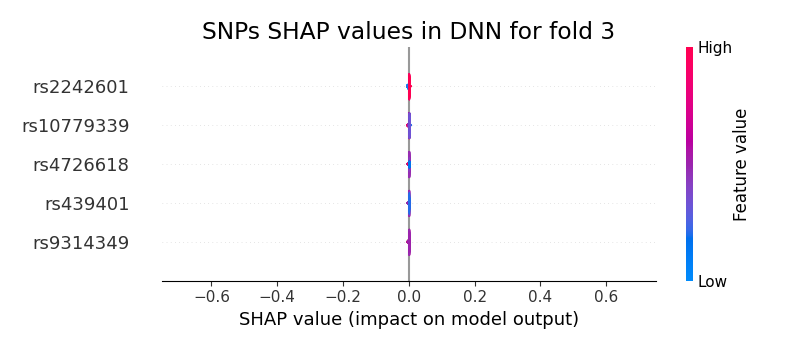 SNPs SHAP values in DNN for fold 3
High
rs2242601
rs10779339
rs4726618
rs439401
rs9314349
Feature value
Low
−0.6 −0.4 −0.2 0.0 0.2 0.4 0.6
SHAP value (impact on model output)